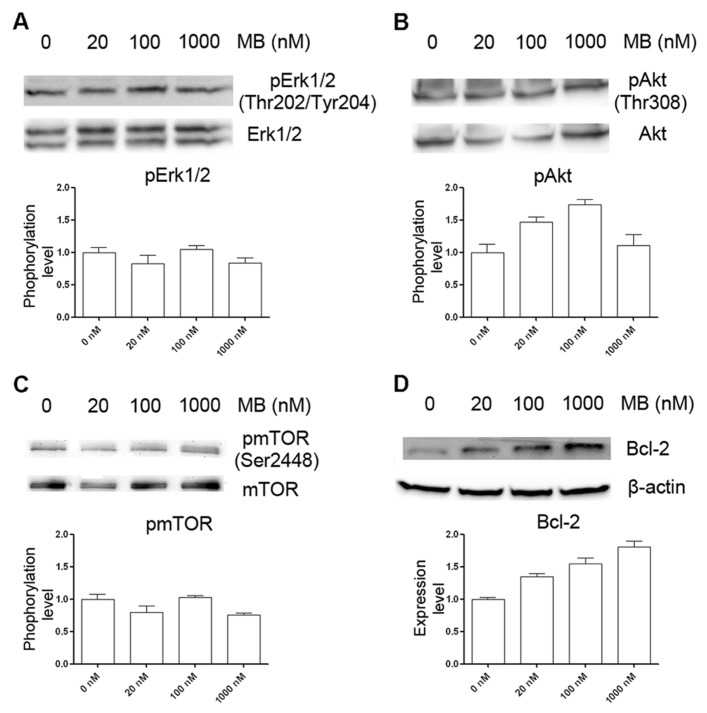 A
0 20 100 1000 MB (nM)
pErk1/2
(Thr202/Tyr204)
Erk1/2
pErk1/2
Phophorylation
level
2.0
1.5
1.0
0.5
0.0
0 nM
20 nM
100 nM
1000 nM
B
0 20 100 1000 MB (nM)
pAkt
(Thr308)
Akt
pAkt
Phophorylation
level
2.0
1.5
1.0
0.5
0.0
0 nM
20 nM
100 nM
1000 nM
C
0 20 100 1000 MB (nM)
pmTOR
(Ser2448)
mTOR
pmTOR
Phophorylation
level
2.0
1.5
1.0
0.5
0.0
0 nM
20 nM
100 nM
1000 nM
D
0 20 100 1000 MB (nM)
Bcl-2
β-actin
Bcl-2
Expression
level
2.0
1.5
1.0
0.5
0.0
0 nM
20 nM
100 nM
1000 nM